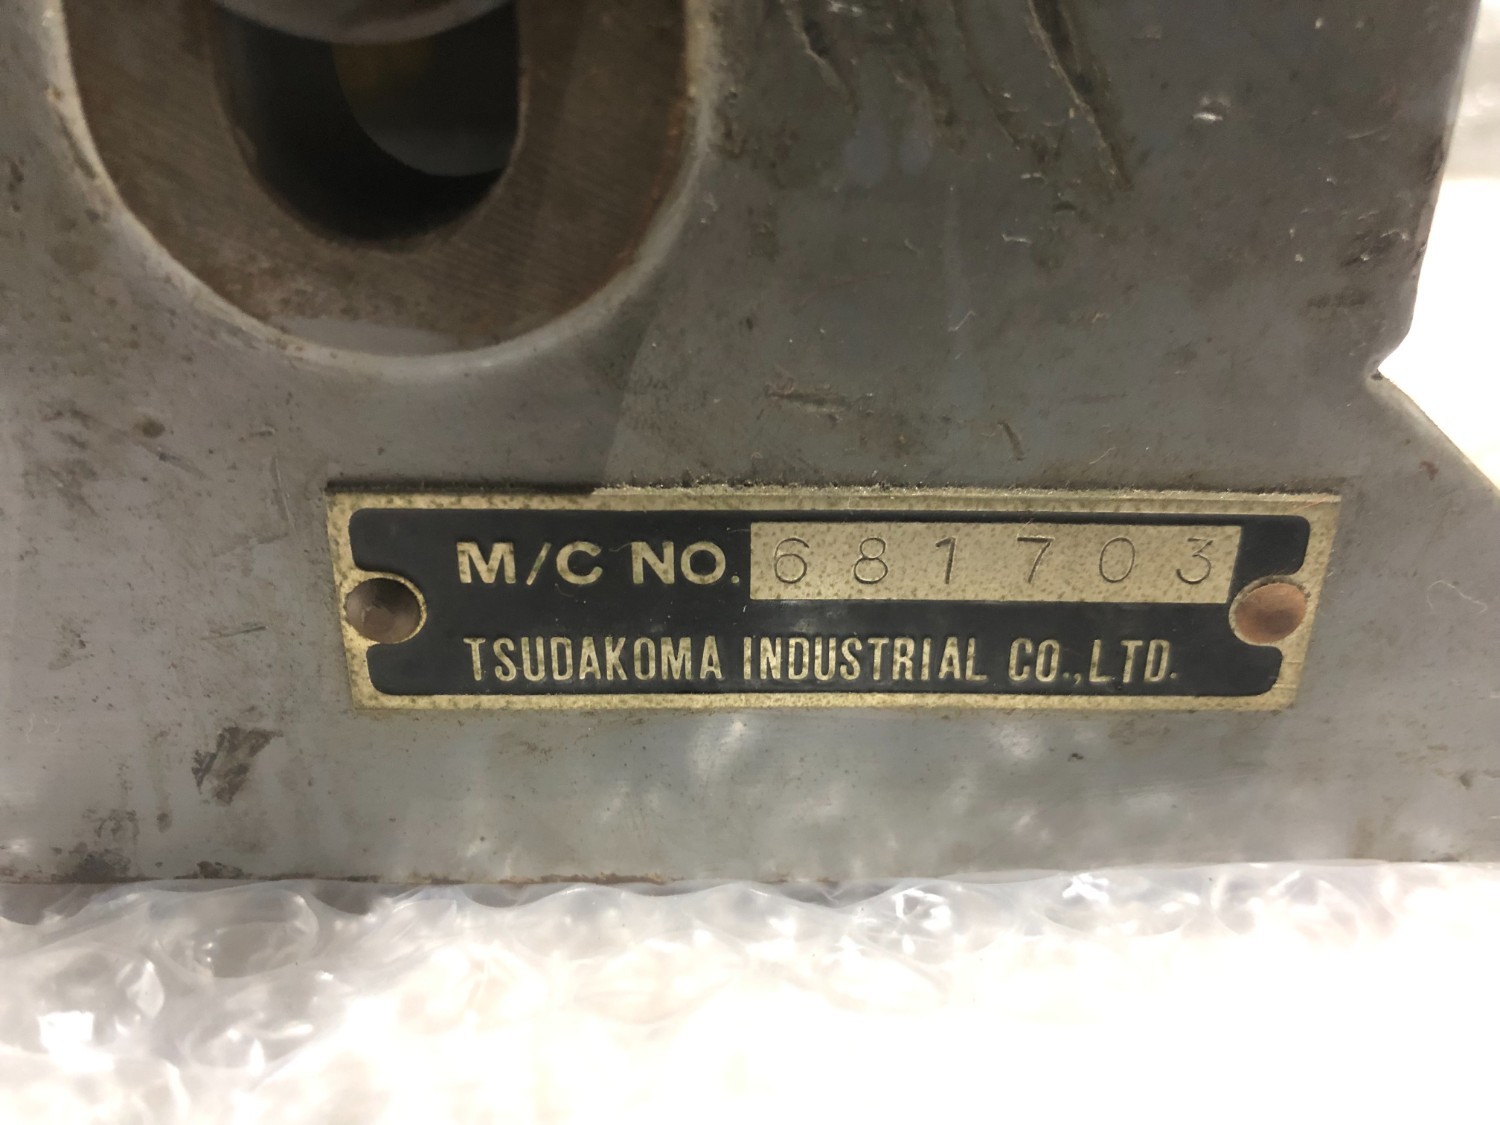 M/C NO. 681703
TSUDAKOMA INDUSTRIAL CO.,LTD.